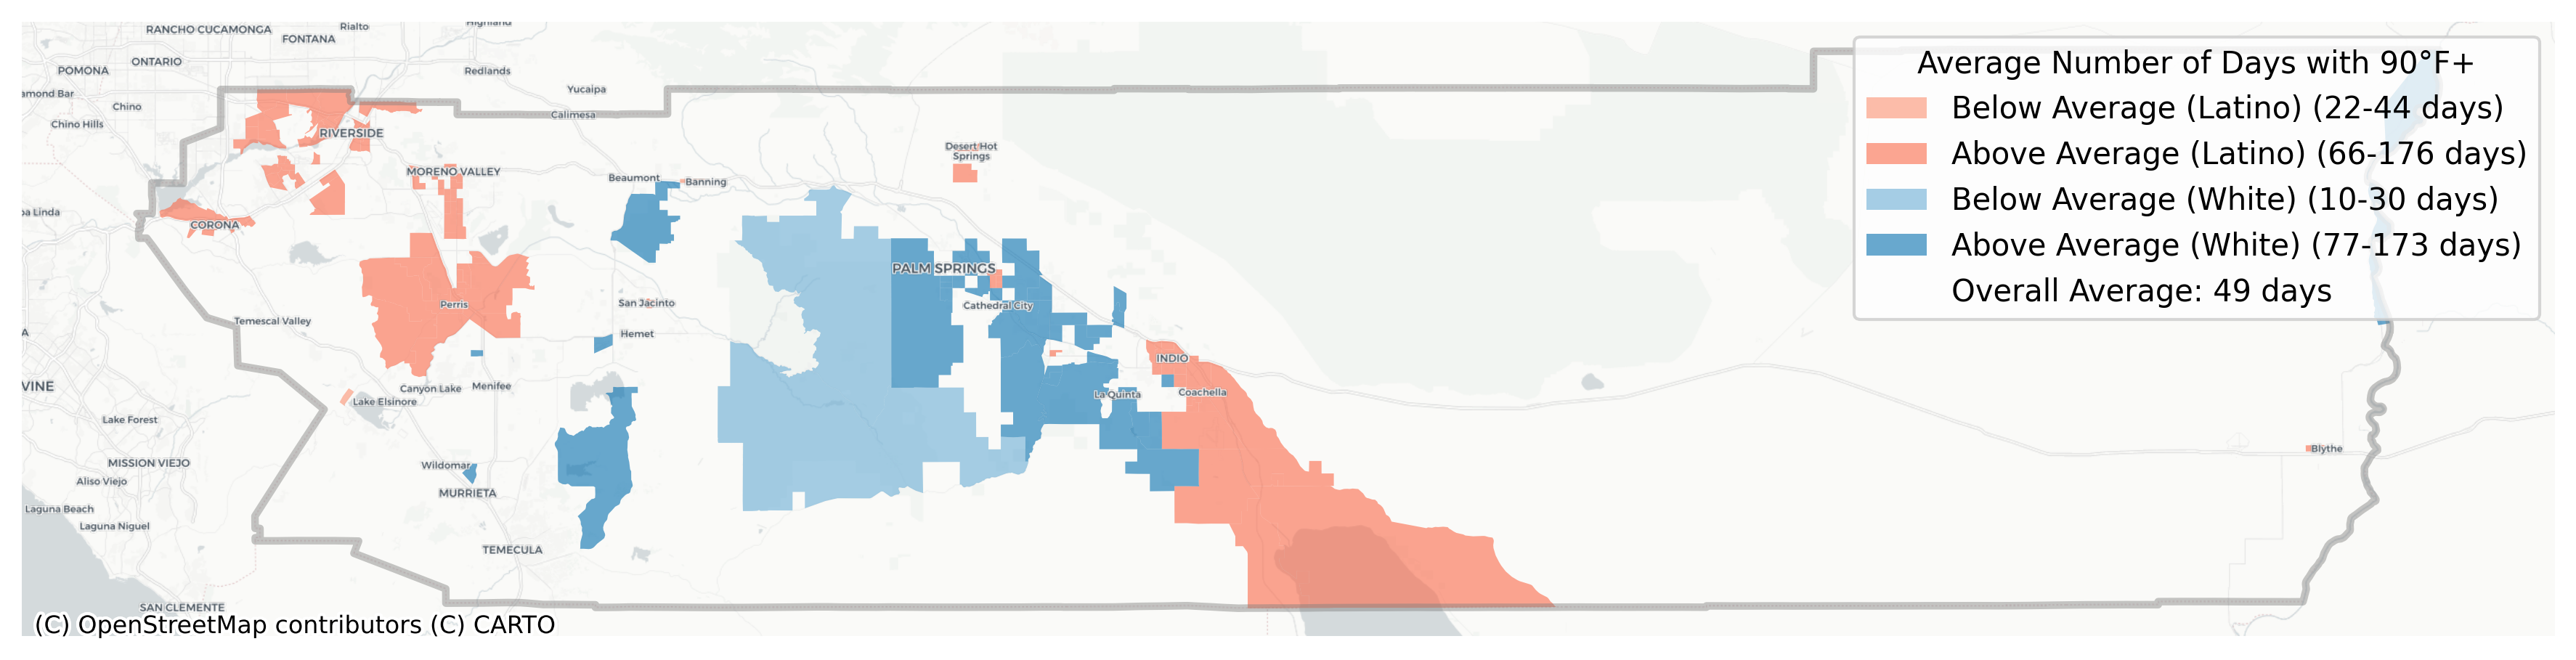 Highland
RANCHO CUCAMONGA
Rialto
FONTANA
ONTARIO
POMONA
Redlands
amond Bar
Yucaipa
Chino
Calimesa
Chino Hills
RIVERSIDE
Desert Hot
Springs
MORENO VALLEY
Beaumont
Banning
ba Linda
CORONA
PALM SPRINGS
San Jacinto
Perris
Cathedral City
Temescal Valley
A
Hemet
INDIO
VINE
Canyon Lake
Menifee
La Quinta
Coachella
Lake Elsinore
Lake Forest
Blythe
MISSION VIEJO
Wildomar
Aliso Viejo
MURRIETA
Laguna Beach
Laguna Niguel
TEMECULA
SAN CLEMENTE
(C) OpenStreetMap contributors (C) CARTO
Average Number of Days with 90°F+
Below Average (Latino) (22-44 days)
Above Average (Latino) (66-176 days)
Below Average (White) (10-30 days)
Above Average (White) (77-173 days)
Overall Average: 49 days